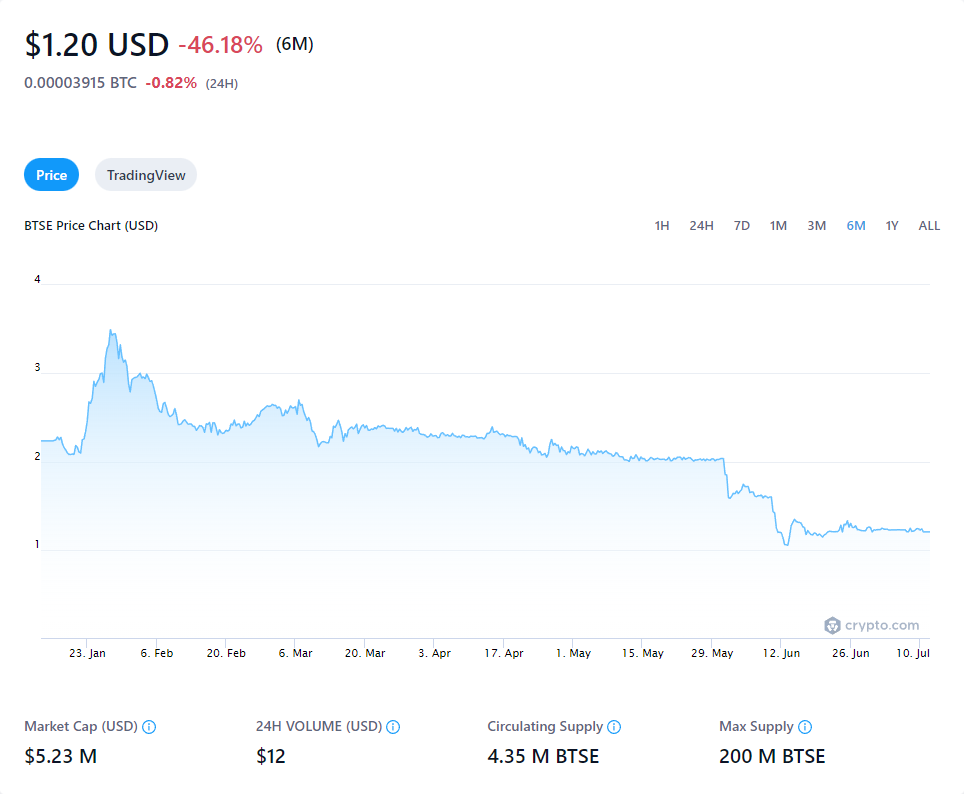 $1.20 USD -46.18% (6M)
0.00003915 BTC -0.82% (24H)
Price TradingView
BTSE Price Chart (USD) 1H 24H 7D 1M 3M 6M 1Y ALL
4
3
2
1
crypto.com
23. Jan 6. Feb 20. Feb 6. Mar 20. Mar 3. Apr 17. Apr 1. May 15. May 29. May 12. Jun 26. Jun 10. Jul
Market Cap (USD) 24H VOLUME (USD) Circulating Supply Max Supply
$5.23 M $12 4.35 M BTSE 200 M BTSE